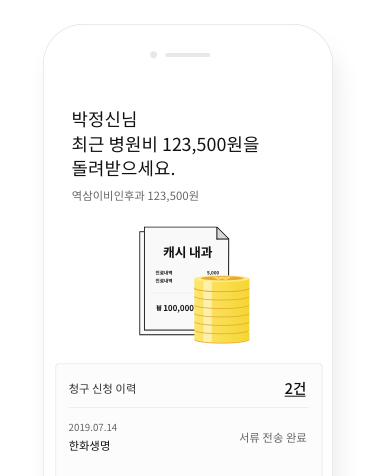 박정신님
최근 병원비 123,500원을
돌려받으세요.
역삼이비인후과 123,500원
캐시 내과
진료내역 5,000
진료내역
₩ 100,000
청구 신청 이력 2건
2019.07.14
한화생명 서류 전송 완료